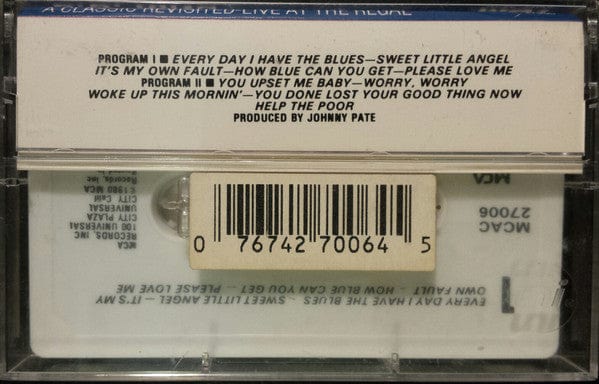 A CLASSIC REVISITED-LIVE AT THE REGAL
PROGRAM I ■ EVERY DAY I HAVE THE BLUES—SWEET LITTLE ANGEL
IT'S MY OWN FAULT—HOW BLUE CAN YOU GET—PLEASE LOVE ME
PROGRAM II ■ YOU UPSET ME BABY—WORRY, WORRY
WOKE UP THIS MORNIN'—YOU DONE LOST YOUR GOOD THING NOW
HELP THE POOR
PRODUCED BY JOHNNY PATE
0 76742 70064 5
MCA
MCAC
27006
MCA
RECORDS, INC
100 UNIVERSAL
CITY PLAZA
UNIVERSAL
CITY Calif
©1980 MCA
Records, Inc
1
EVERY DAY I HAVE THE BLUES - SWEET LITTLE ANGEL - IT'S MY
OWN FAULT - HOW BLUE CAN YOU GET - PLEASE LOVE ME